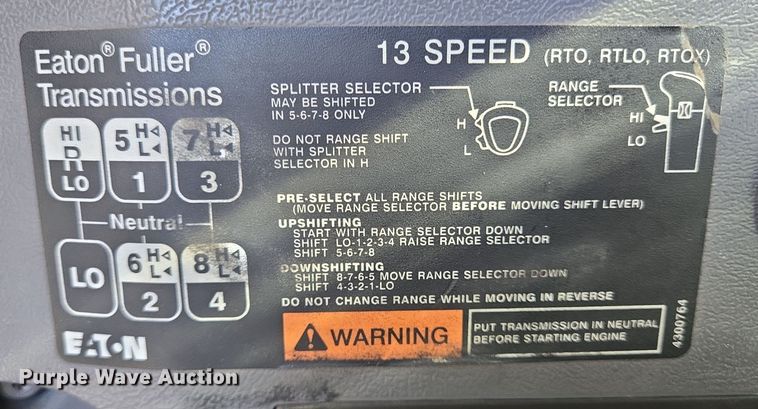 Eaton® Fuller®
Transmissions
13 SPEED (RTO, RTLO, RTOX)
SPLITTER SELECTOR
MAY BE SHIFTED
IN 5-6-7-8 ONLY
H
L
RANGE
SELECTOR
HI
LO
DO NOT RANGE SHIFT
WITH SPLITTER
SELECTOR IN H
HI
R
LO
5 H◁
L◄
1
7 H◁
L◄
3
Neutral
LO
6 H◁
L◄
2
8 H◁
L◄
4
PRE-SELECT ALL RANGE SHIFTS
(MOVE RANGE SELECTOR BEFORE MOVING SHIFT LEVER)
UPSHIFTING
START WITH RANGE SELECTOR DOWN
SHIFT LO-1-2-3-4 RAISE RANGE SELECTOR
SHIFT 5-6-7-8
DOWNSHIFTING
SHIFT 8-7-6-5 MOVE RANGE SELECTOR DOWN
SHIFT 4-3-2-1-LO
DO NOT CHANGE RANGE WHILE MOVING IN REVERSE
EATON
WARNING
PUT TRANSMISSION IN NEUTRAL
BEFORE STARTING ENGINE
4300764
Purple Wave Auction